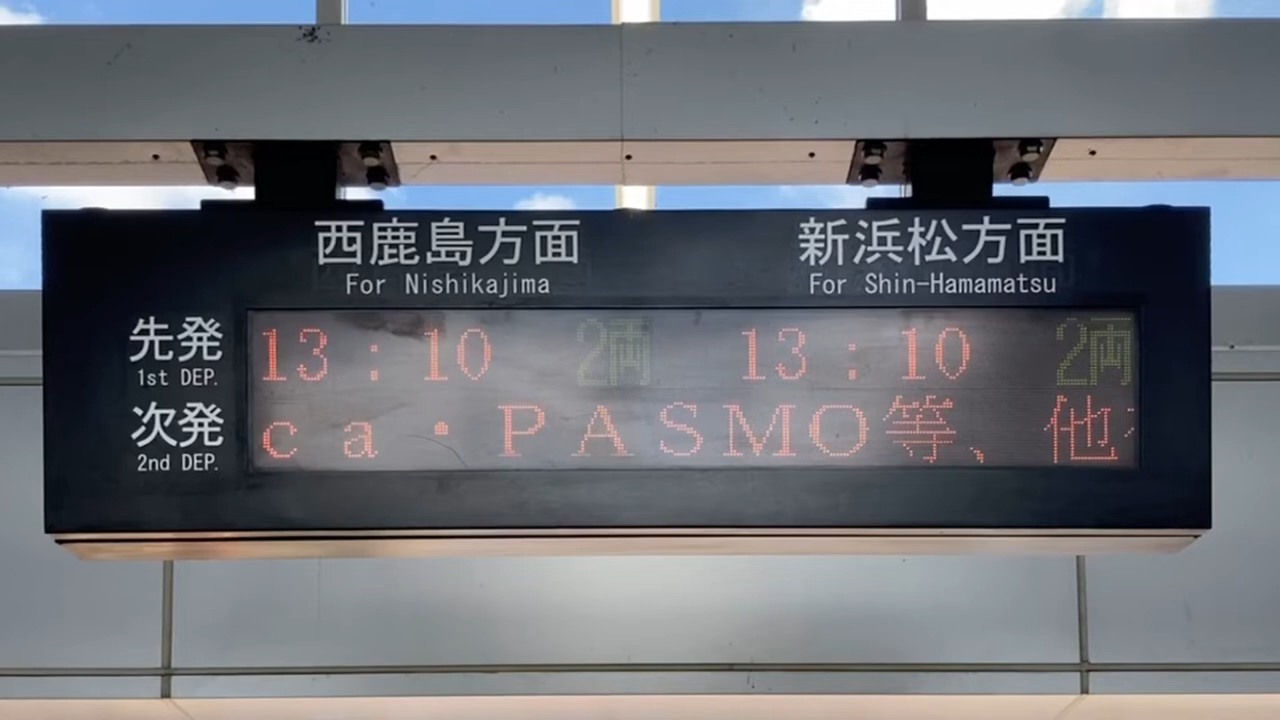 西鹿島方面 新浜松方面
For Nishikajima For Shin-Hamamatsu
先発 13:10 2両 13:10 2両
1st DEP.
次発 ca・PASMO等、他
2nd DEP.